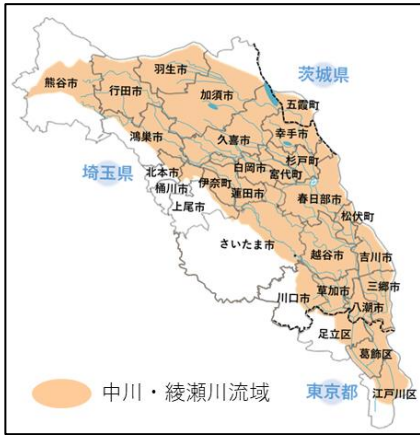 茨城県
羽生市
熊谷市
行田市
加須市
五霞町
幸手市
鴻巣市
久喜市
杉戸町
白岡市
宮代町
埼玉県
北本市
桶川市
伊奈町
蓮田市
春日部市
上尾市
松伏町
さいたま市
越谷市
吉川市
三郷市
草加市
川口市
八潮市
足立区
葛飾区
中川・綾瀬川流域
東京都
江戸川区